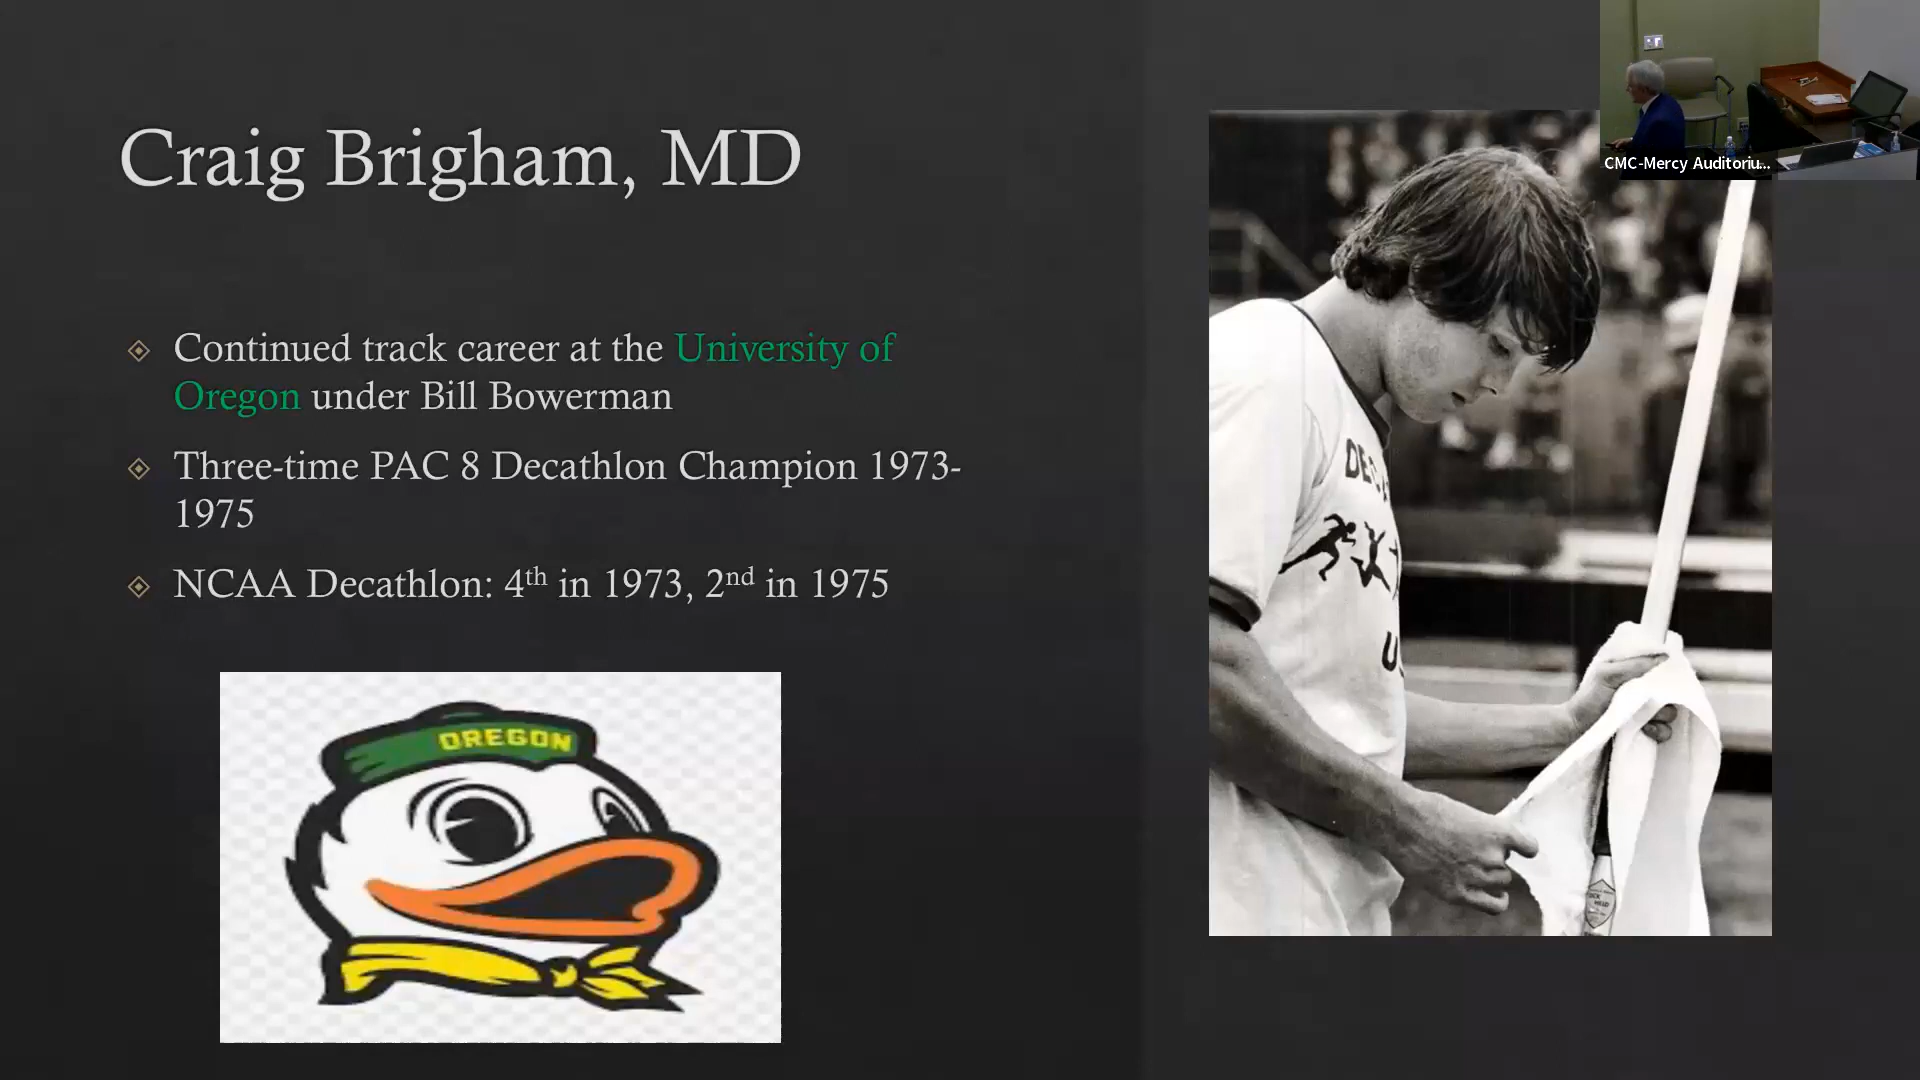 Craig Brigham, MD
CMC-Mercy Auditoriu...
Continued track career at the University of
Oregon under Bill Bowerman
Three-time PAC 8 Decathlon Champion 1973-
1975
NCAA Decathlon: 4th in 1973, 2nd in 1975
OREGON